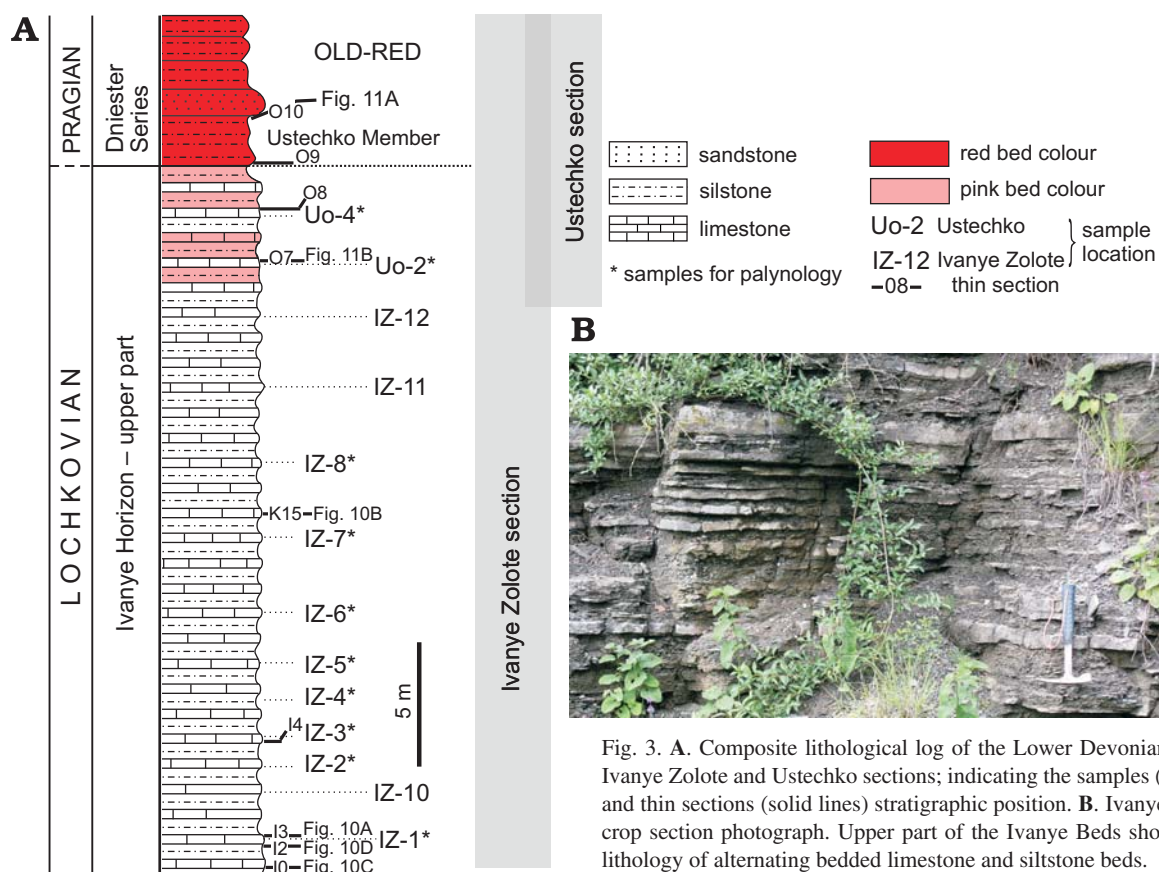 A
PRAGIAN
Dniester
Series
LOCHKOVIAN
Ivanye Horizon – upper part
OLD-RED
Fig. 11A
O10
Ustechko Member
O9
O8
Uo-4*
O7 Fig. 11B
Uo-2*
IZ-12
IZ-11
IZ-8*
K15 Fig. 10B
IZ-7*
IZ-6*
IZ-5*
IZ-4*
I4 IZ-3*
IZ-2*
IZ-10
I3 Fig. 10A
IZ-1*
I2 Fig. 10D
I0 Fig. 10C
5 m
Ustechko section
Ivanye Zolote section
sandstone
silstone
limestone
* samples for palynology
red bed colour
pink bed colour
Uo-2 Ustechko
IZ-12 Ivanye Zolote
–08– thin section
sample
location
B
Fig. 3. A. Composite lithological log of the Lower Devonian
Ivanye Zolote and Ustechko sections; indicating the samples (
and thin sections (solid lines) stratigraphic position. B. Ivanye
crop section photograph. Upper part of the Ivanye Beds sho
lithology of alternating bedded limestone and siltstone beds.